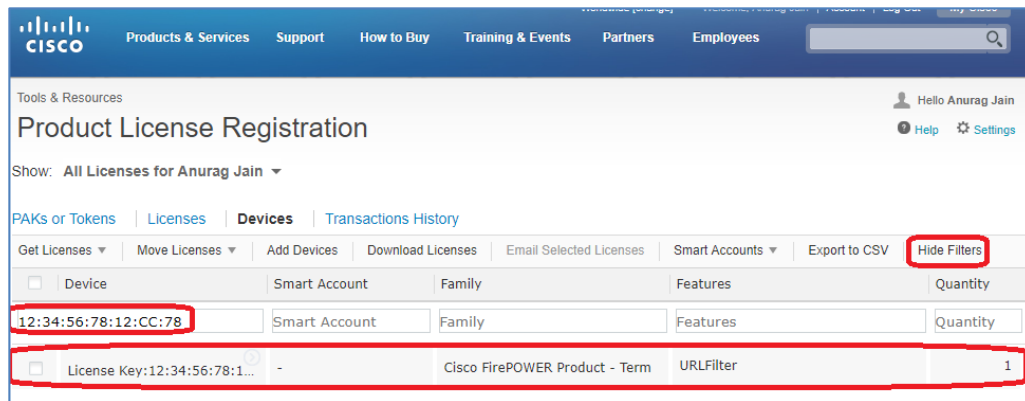 Worldwide [change] Welcome, Anurag Jain Account Log Out My Cisco
CISCO Products & Services Support How to Buy Training & Events Partners Employees
Tools & Resources
Hello Anurag Jain
Product License Registration
Help Settings
Show: All Licenses for Anurag Jain
PAKs or Tokens Licenses Devices Transactions History
Get Licenses Move Licenses Add Devices Download Licenses Email Selected Licenses Smart Accounts Export to CSV Hide Filters
Device Smart Account Family Features Quantity
12:34:56:78:12:CC:78 Smart Account Family Features Quantity
License Key:12:34:56:78:1... - Cisco FirePOWER Product - Term URLFilter 1